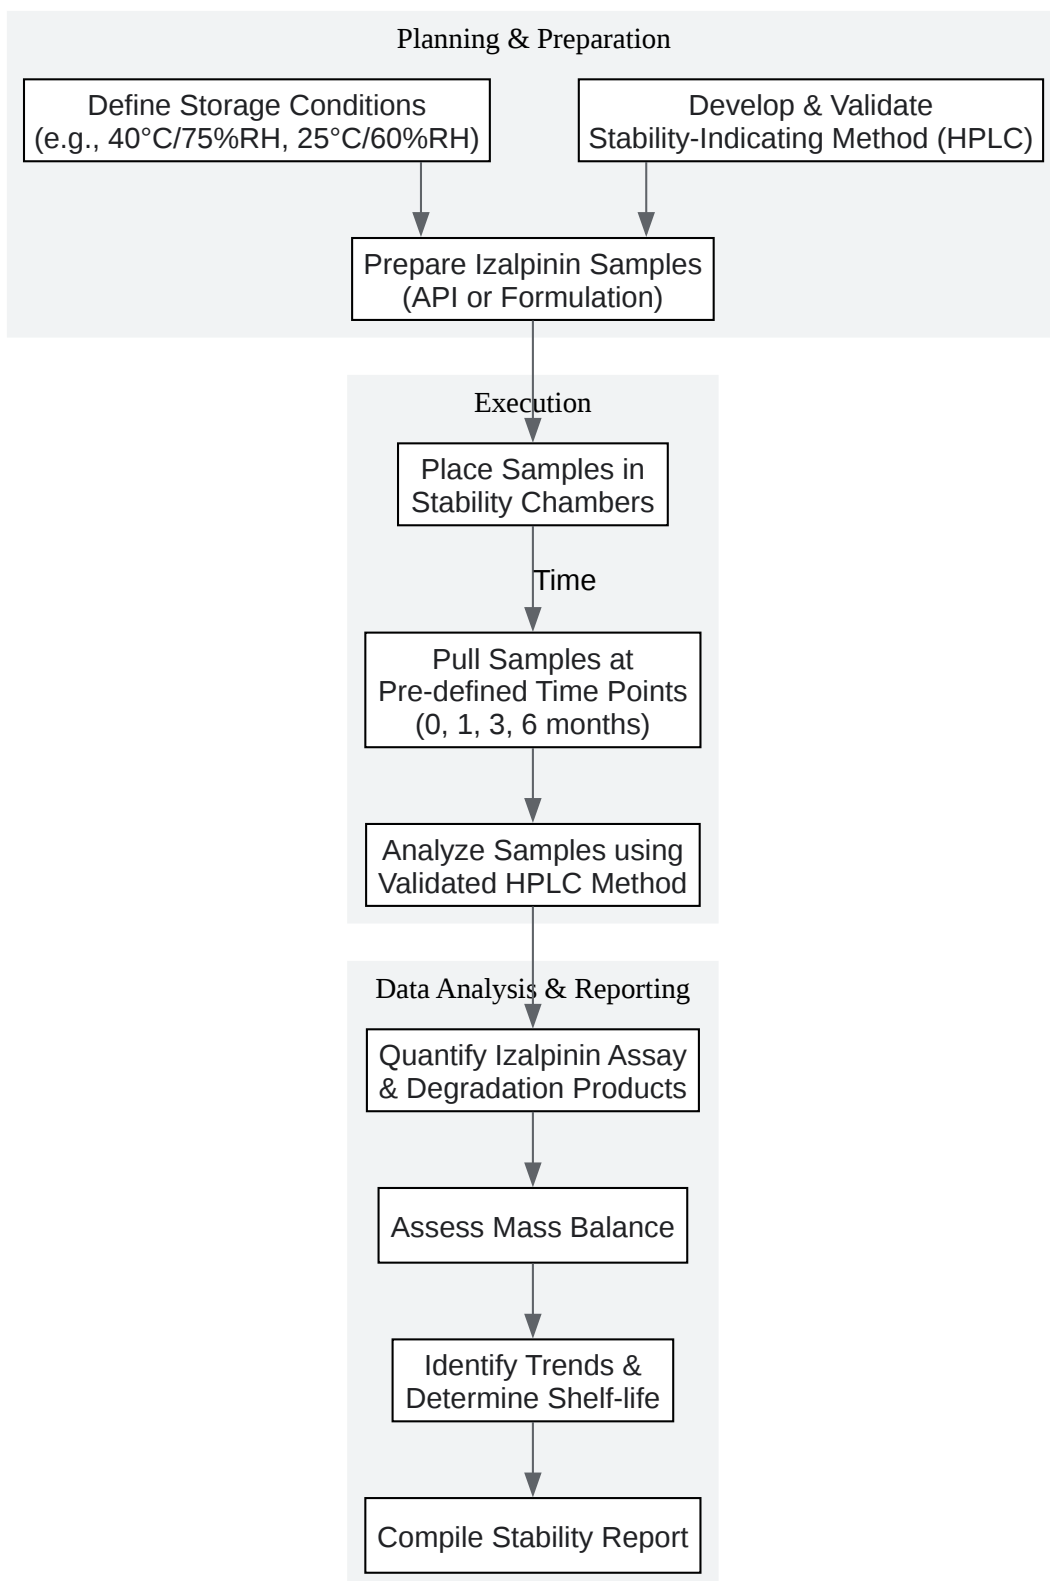 Planning & Preparation
Define Storage Conditions
(e.g., 40°C/75%RH, 25°C/60%RH)
Develop & Validate
Stability-Indicating Method (HPLC)
Prepare Izalpinin Samples
(API or Formulation)
Execution
Place Samples in
Stability Chambers
Time
Pull Samples at
Pre-defined Time Points
(0, 1, 3, 6 months)
Analyze Samples using
Validated HPLC Method
Data Analysis & Reporting
Quantify Izalpinin Assay
& Degradation Products
Assess Mass Balance
Identify Trends &
Determine Shelf-life
Compile Stability Report